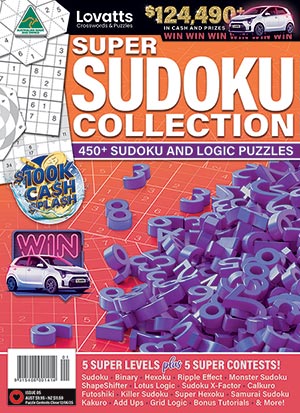 Lovatts
Crosswords & Puzzles
$124,490+
IN CASH AND PRIZES
WIN WIN WIN WIN WIN WIN
SUPER
SUDOKU
COLLECTION
450+ SUDOKU AND LOGIC PUZZLES
$100K
CASH
SPLASH
WIN
5 SUPER LEVELS plus 5 SUPER CONTESTS!
Sudoku Binary Hexoku Ripple Effect Monster Sudoku
ShapeShifter Lotus Logic Sudoku X-Factor Calkuro
Futoshiki Killer Sudoku Super Hexoku Samurai Sudoku
Kakuro Add Ups Grid Logic Bonus Tutorials & More!